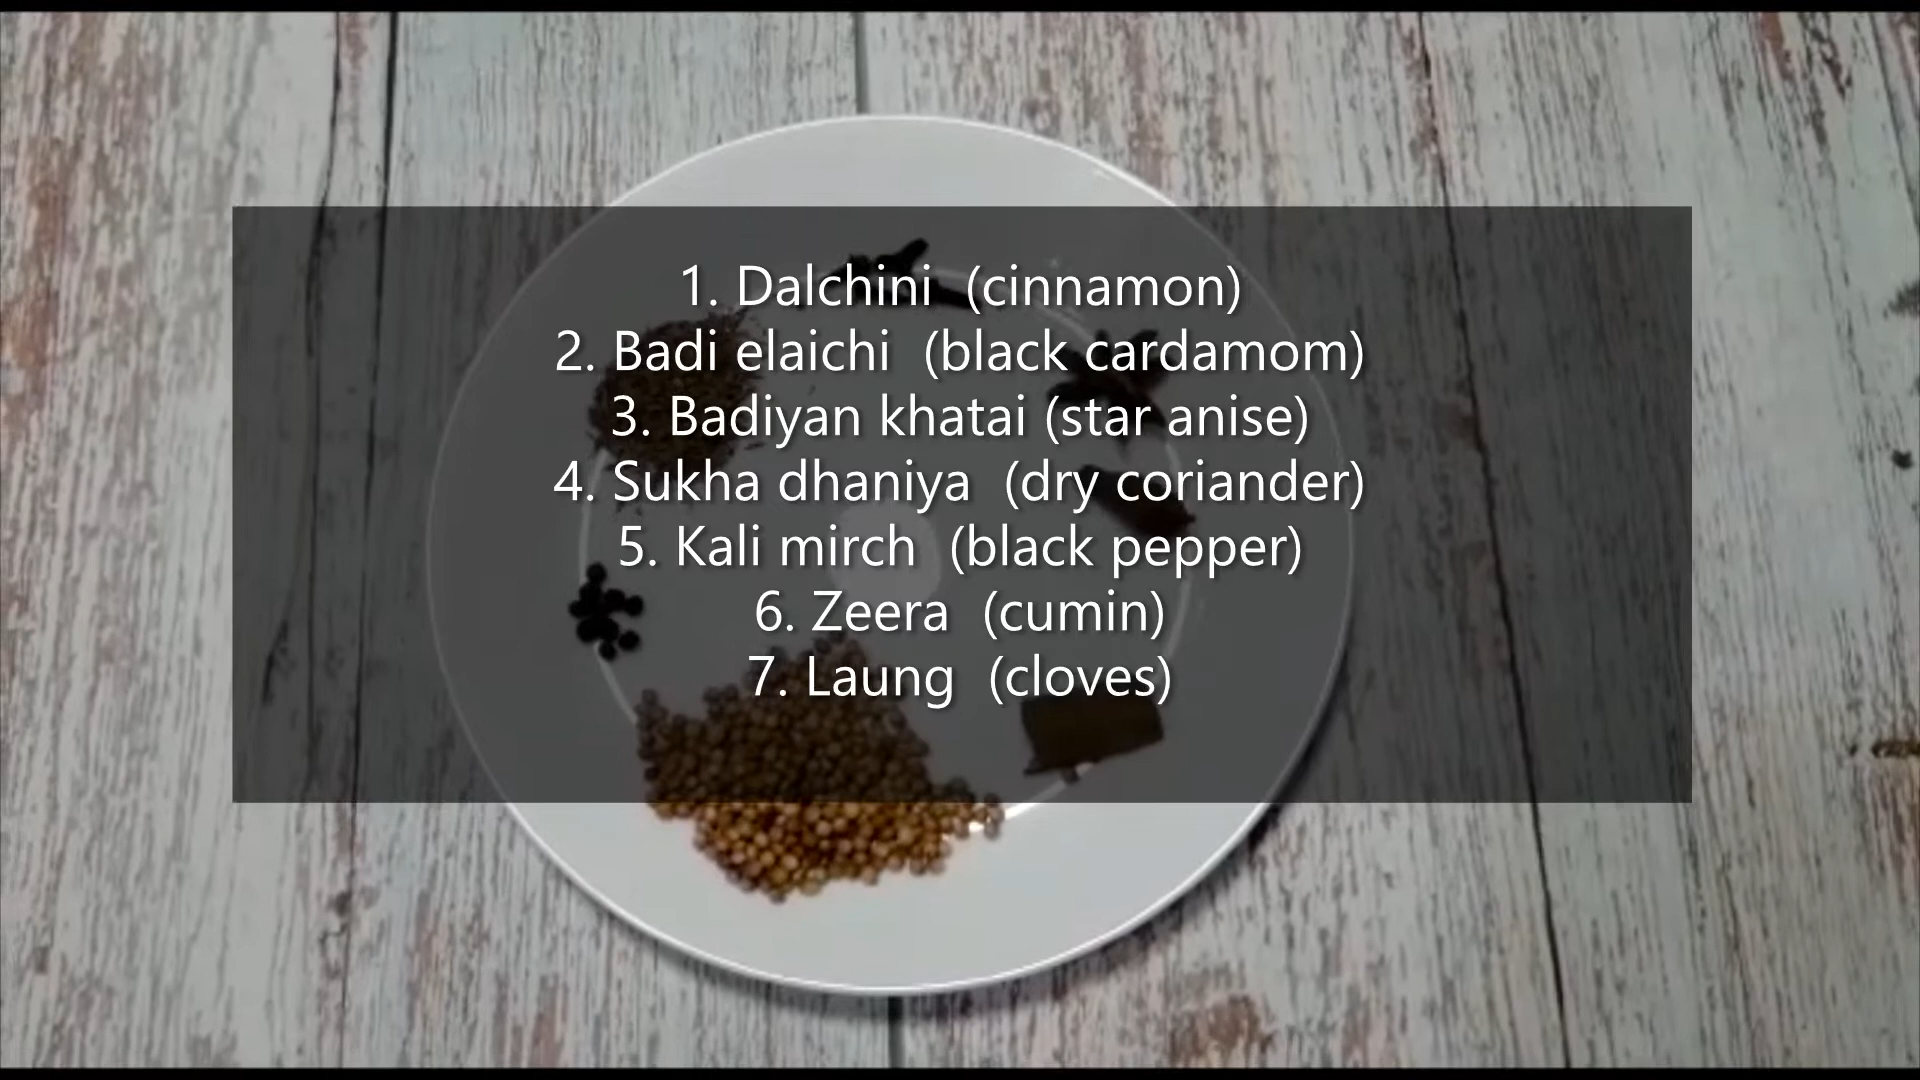 1. Dalchini (cinnamon)
2. Badi elaichi (black cardamom)
3. Badiyan khatai (star anise)
4. Sukha dhaniya (dry coriander)
5. Kali mirch (black pepper)
6. Zeera (cumin)
7. Laung (cloves)